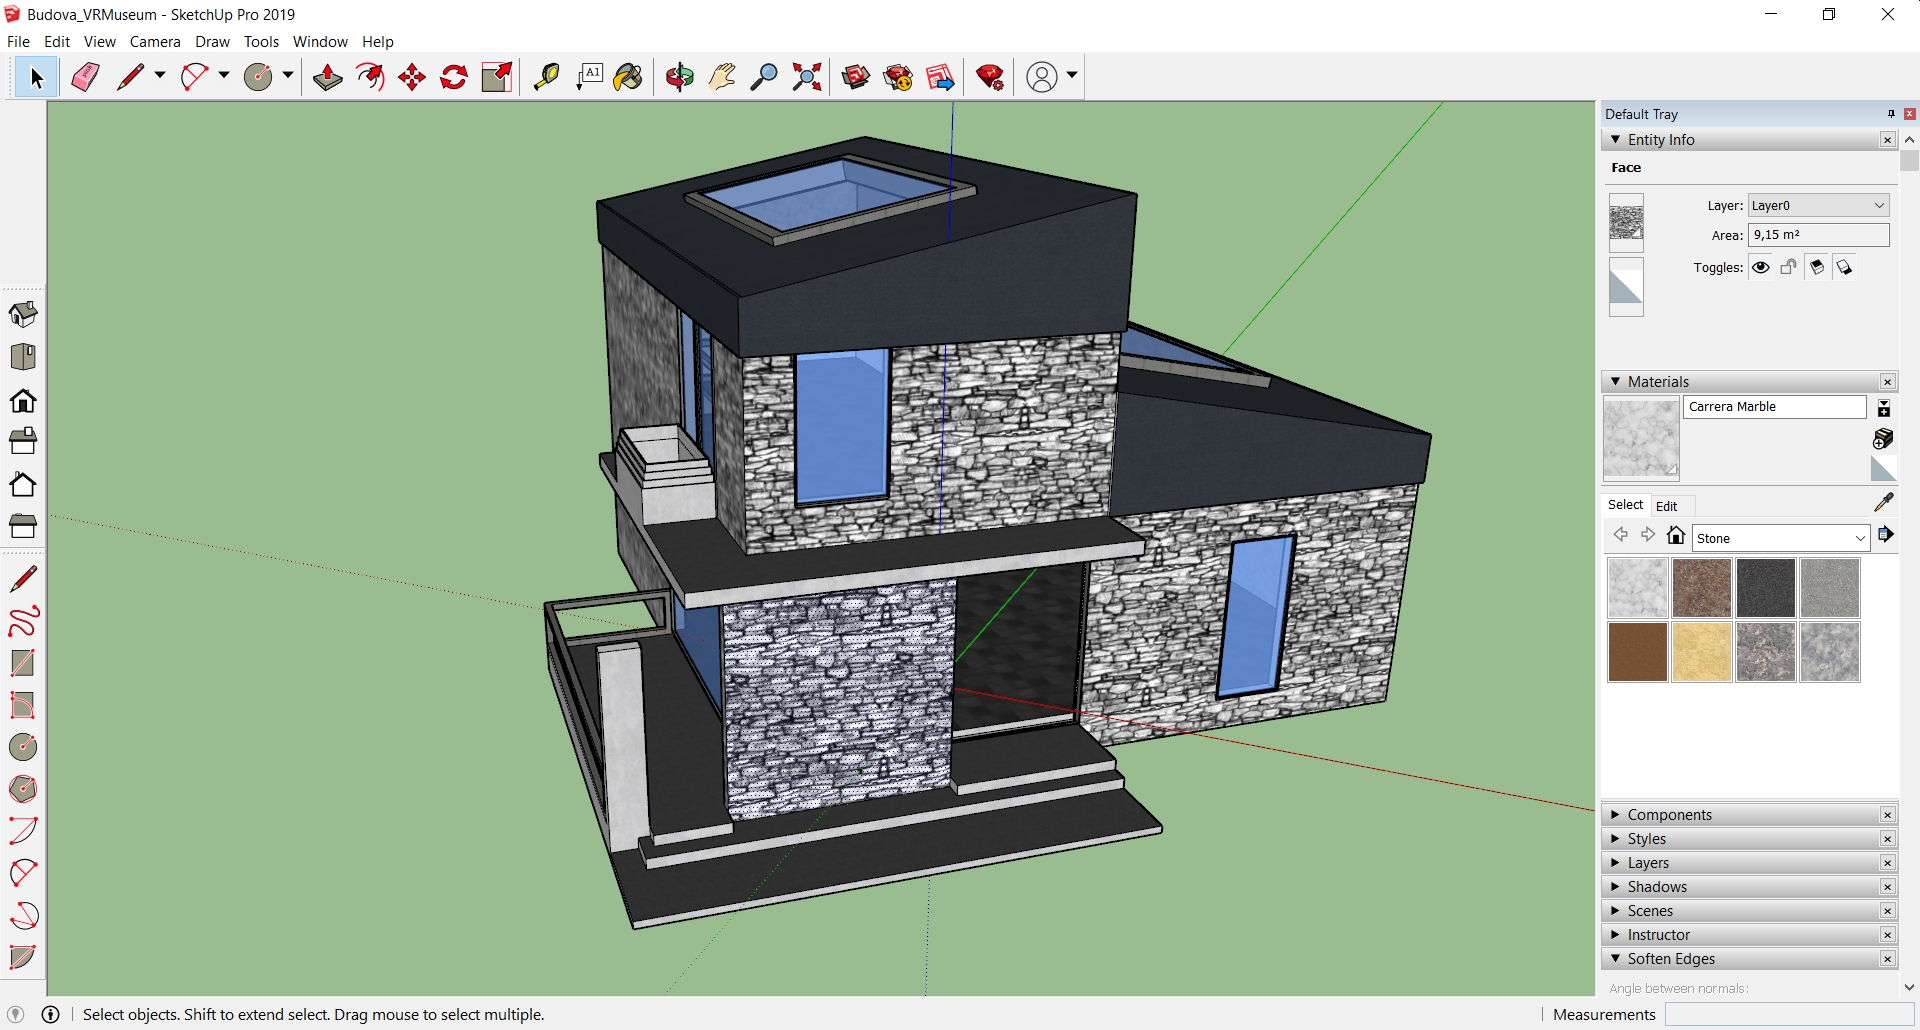 Budova_VRMuseum - SketchUp Pro 2019
File Edit View Camera Draw Tools Window Help
A1
Default Tray
Entity Info
Face
Layer: Layer0
Area: 9,15 m²
Toggles:
Materials
Carrera Marble
Select Edit
Stone
Components
Styles
Layers
Shadows
Scenes
Instructor
Soften Edges
Angle between normals:
Select objects. Shift to extend select. Drag mouse to select multiple.
Measurements